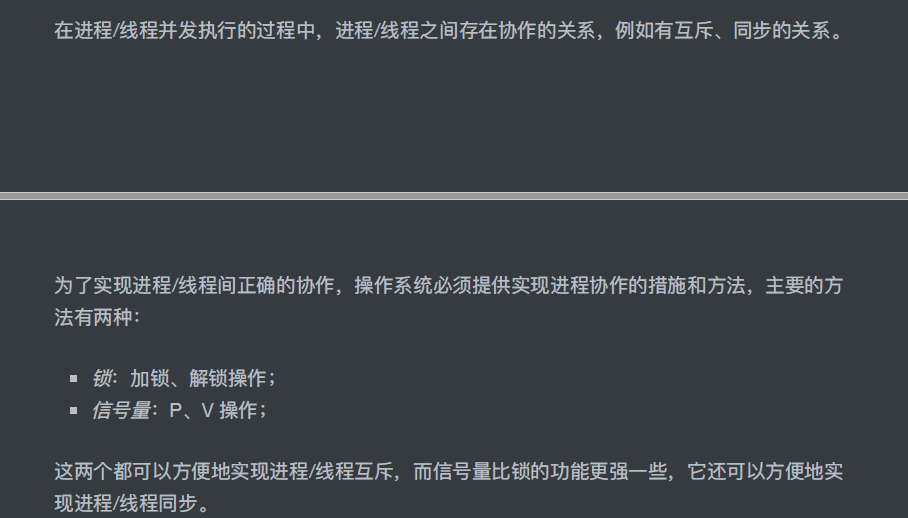 在进程/线程并发执行的过程中，进程/线程之间存在协作的关系，例如有互斥、同步的关系。
为了实现进程/线程间正确的协作，操作系统必须提供实现进程协作的措施和方法，主要的方
法有两种：
▪ 锁：加锁、解锁操作；
▪ 信号量：P、V 操作；
这两个都可以方便地实现进程/线程互斥，而信号量比锁的功能更强一些，它还可以方便地实
现进程/线程同步。